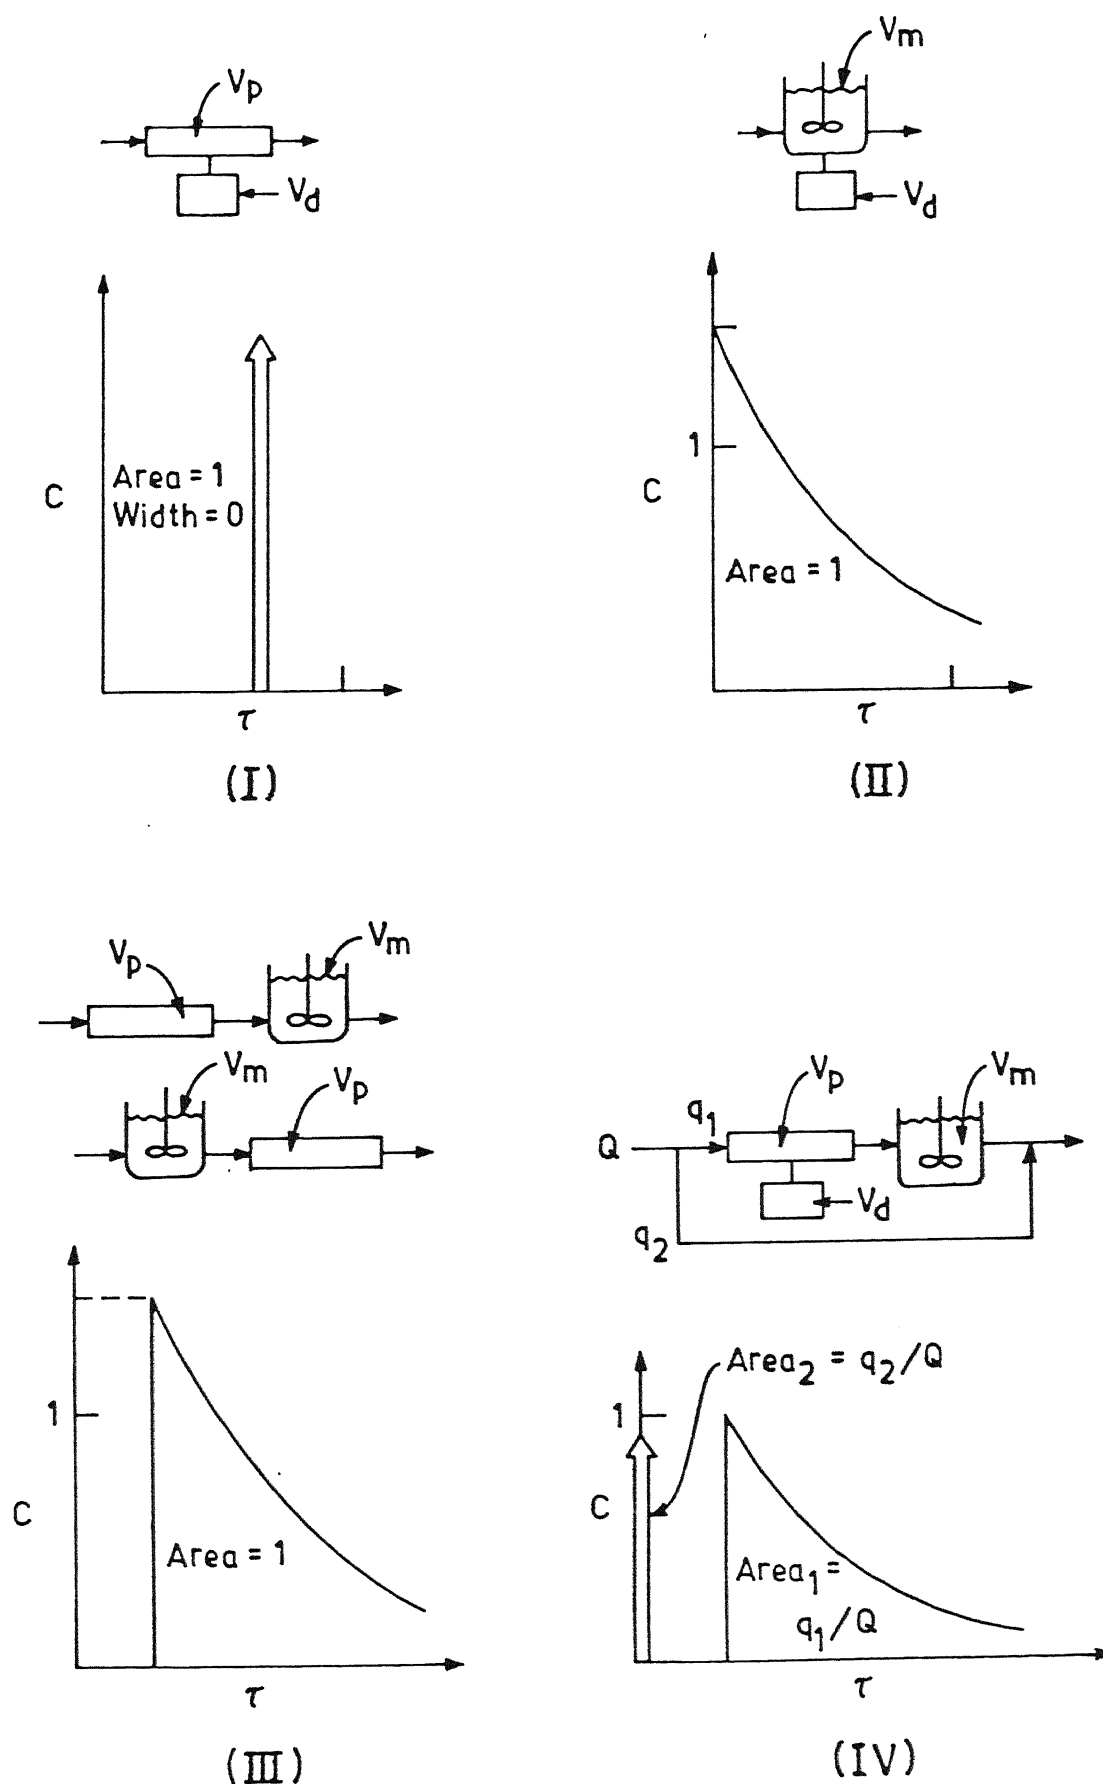 Vp
Vd
C
Area = 1
Width = 0
τ
(I)
Vm
Vd
1
C
Area = 1
τ
(II)
Vp
Vm
Vm
Vp
1
C
Area = 1
τ
(III)
Vp
Vm
q1
Q
Vd
q2
Area2 = q2/Q
1
C
Area1 =
q1/Q
τ
(IV)